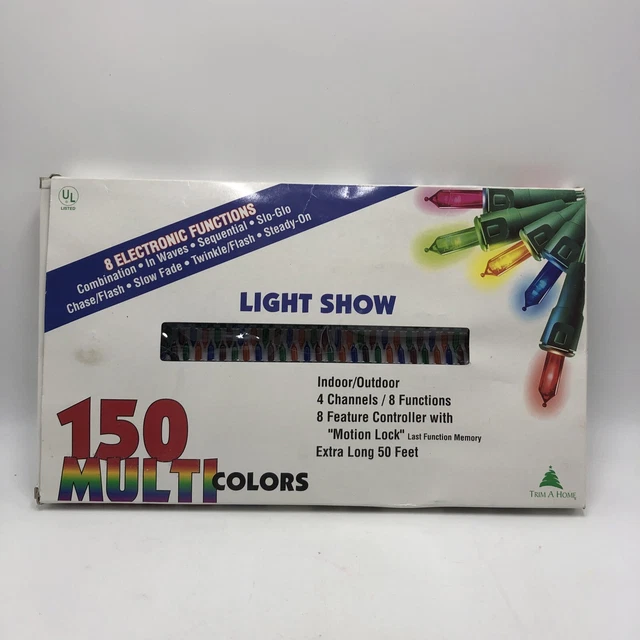 UL
LISTED
8 ELECTRONIC FUNCTIONS
Combination • In Waves • Sequential • Slo-Glo
Chase/Flash • Slow Fade • Twinkle/Flash • Steady-On
LIGHT SHOW
Indoor/Outdoor
4 Channels / 8 Functions
8 Feature Controller with
"Motion Lock" Last Function Memory
Extra Long 50 Feet
150
MULTI COLORS
TRIM A HOME